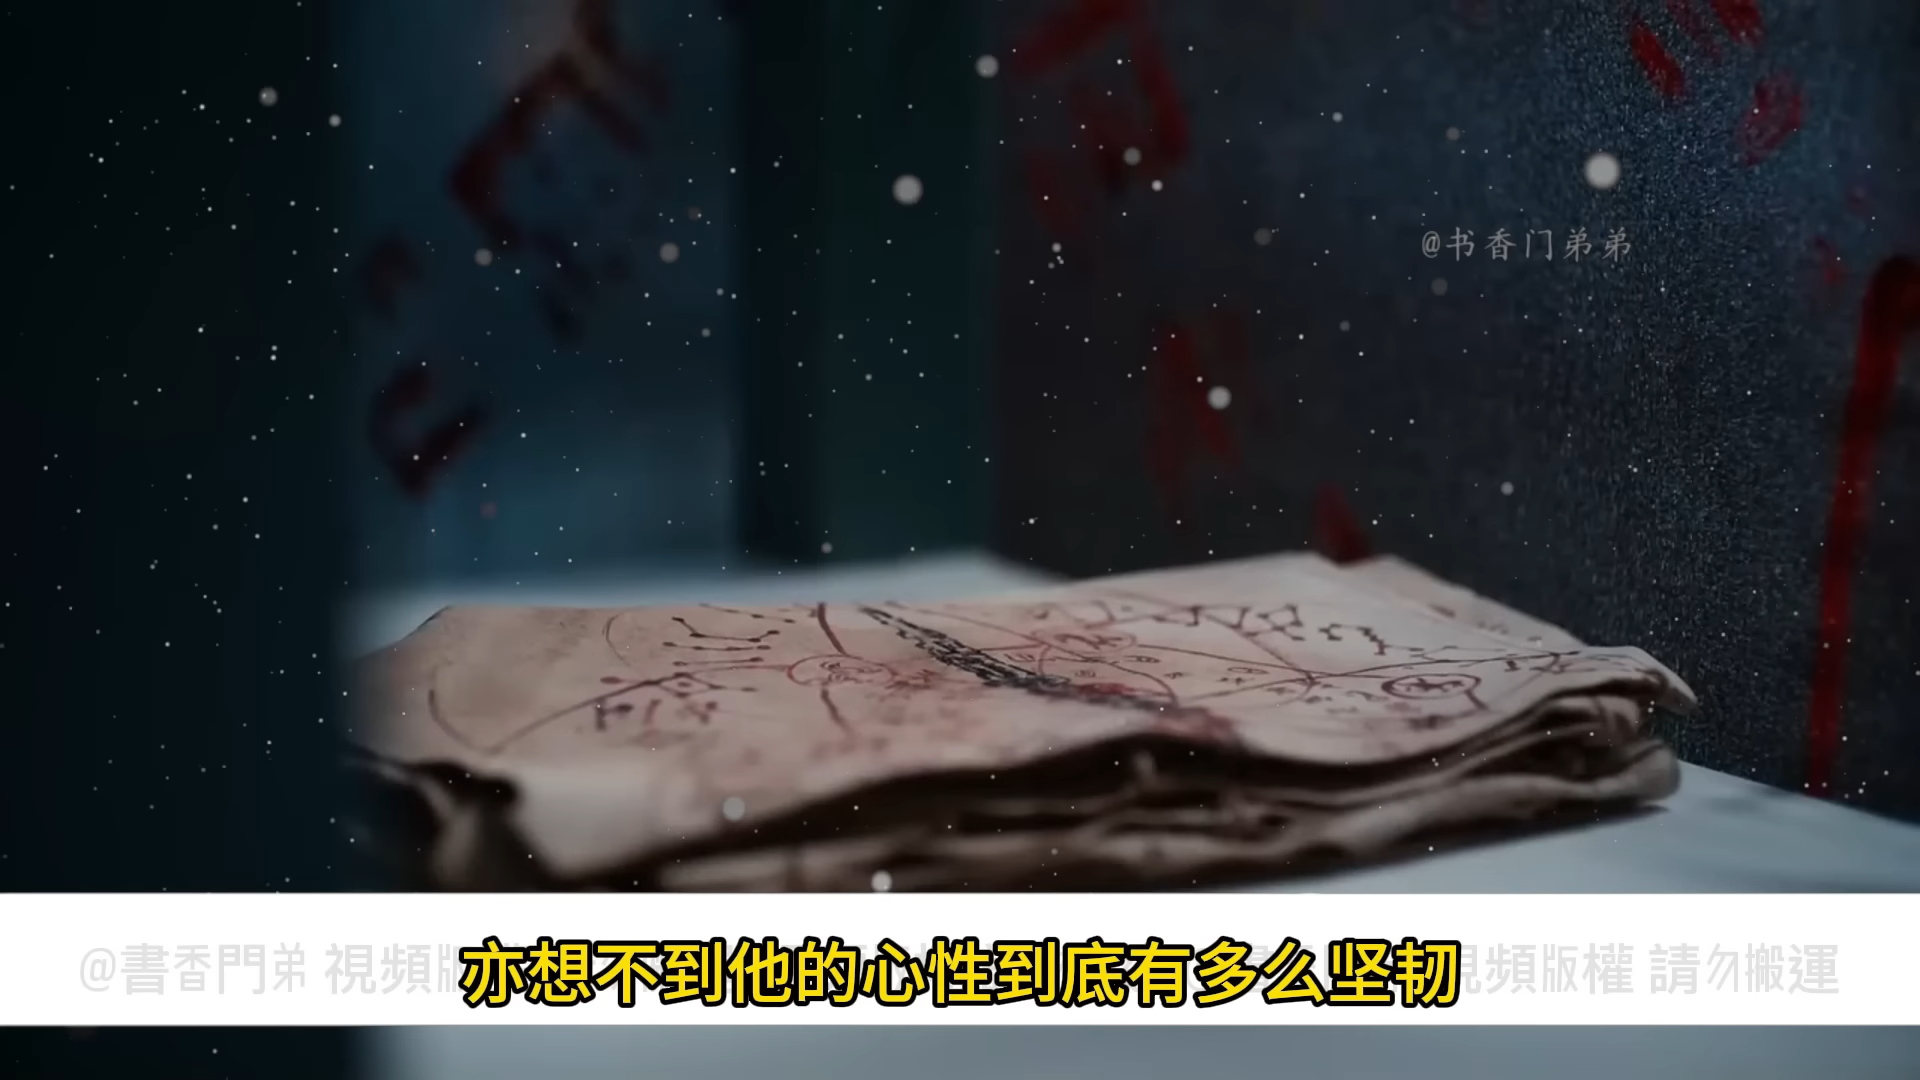 @书香门弟弟
@書香門弟 視頻版
視頻版權 請勿搬運
亦想不到他的心性到底有多么坚韧